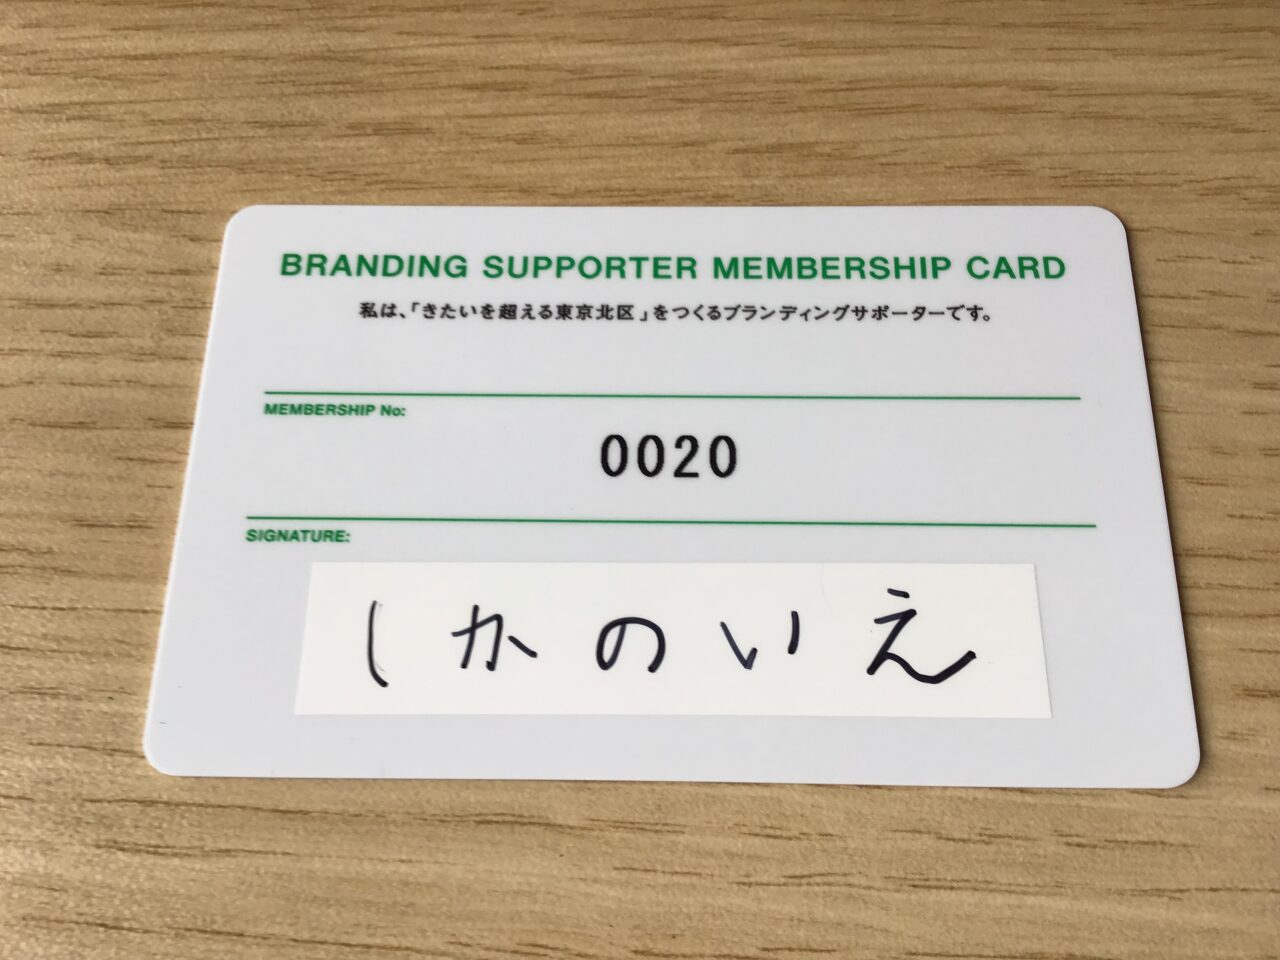 BRANDING SUPPORTER MEMBERSHIP CARD
私は、「きたいを超える東京北区」をつくるブランディングサポーターです。
MEMBERSHIP No:
0020
SIGNATURE:
しかのいえ